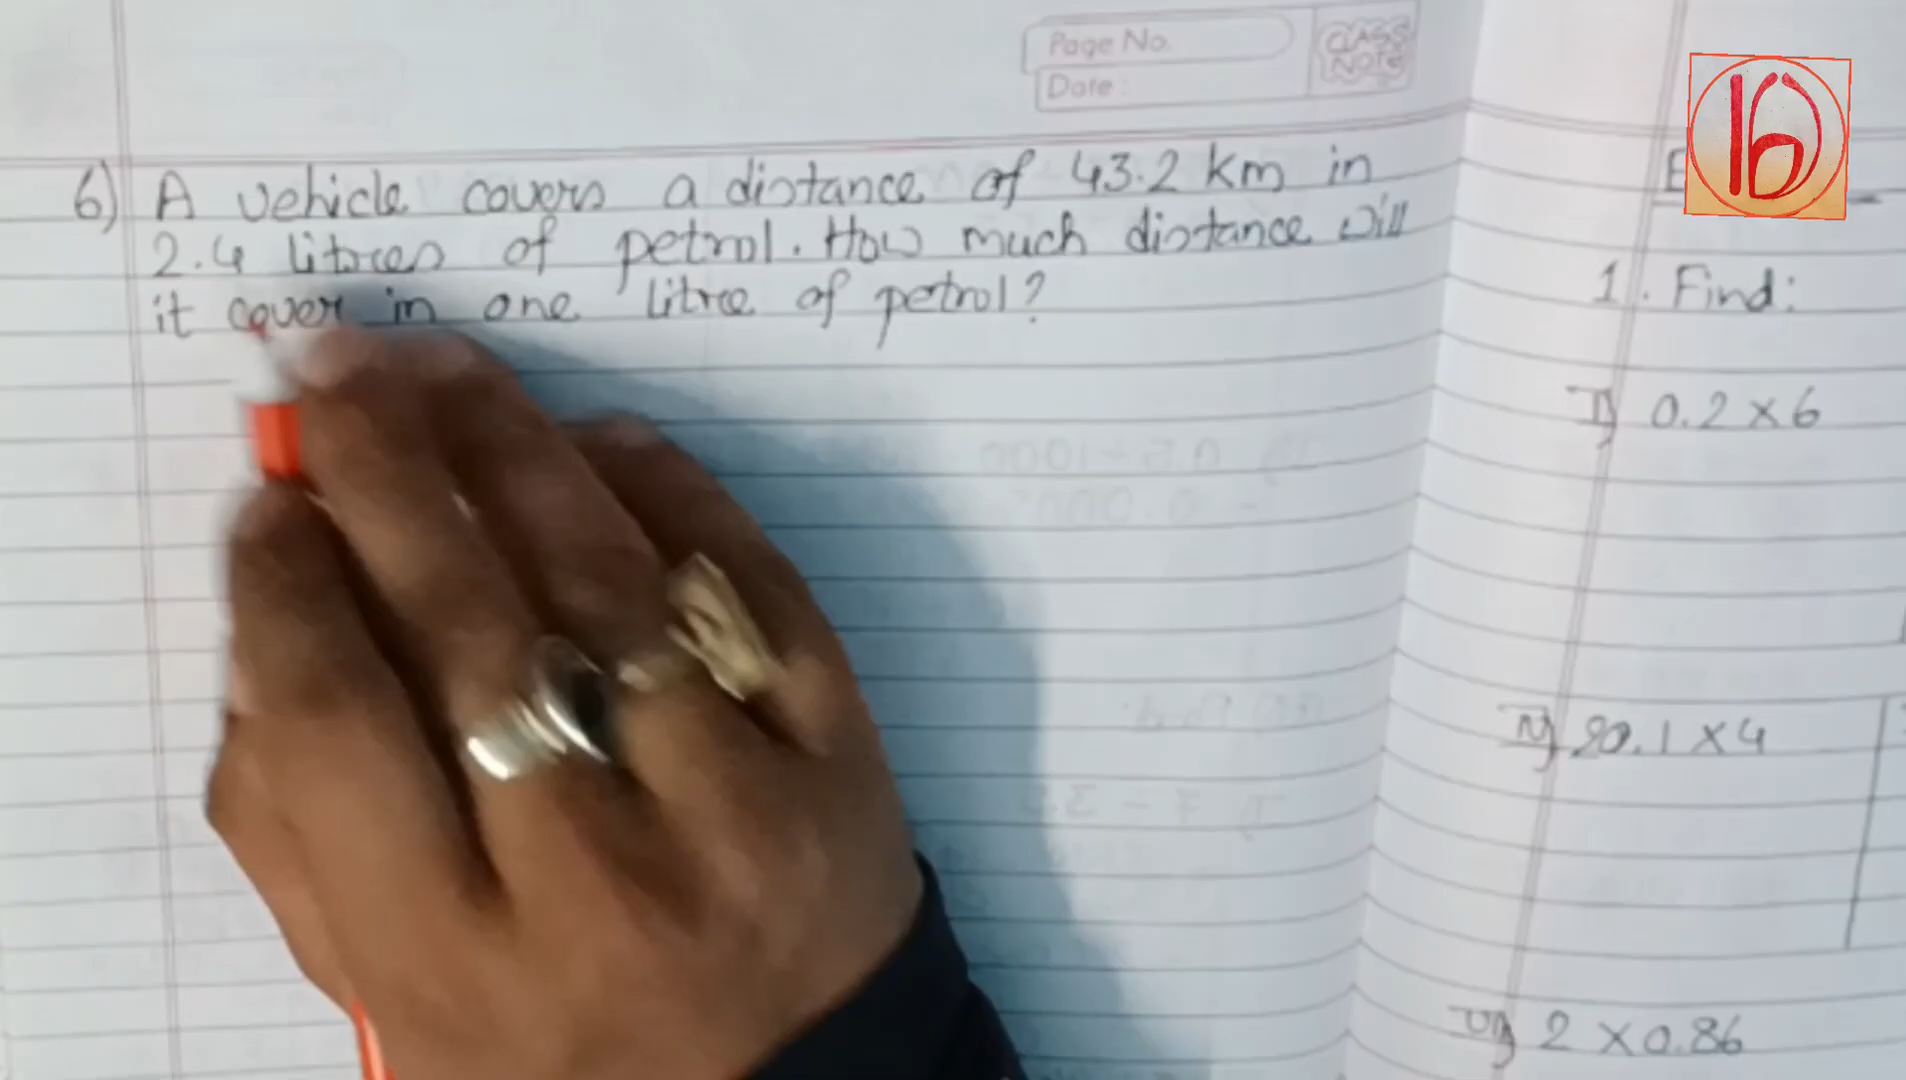 Page No.
CLASS NOTE
Date:
6) A vehicle covers a distance of 43.2 km in
2.4 litres of petrol. How much distance will
it cover in one litre of petrol?
1. Find:
I) 0.2 × 6
IV) 20.1 × 4
VII) 2 × 0.86